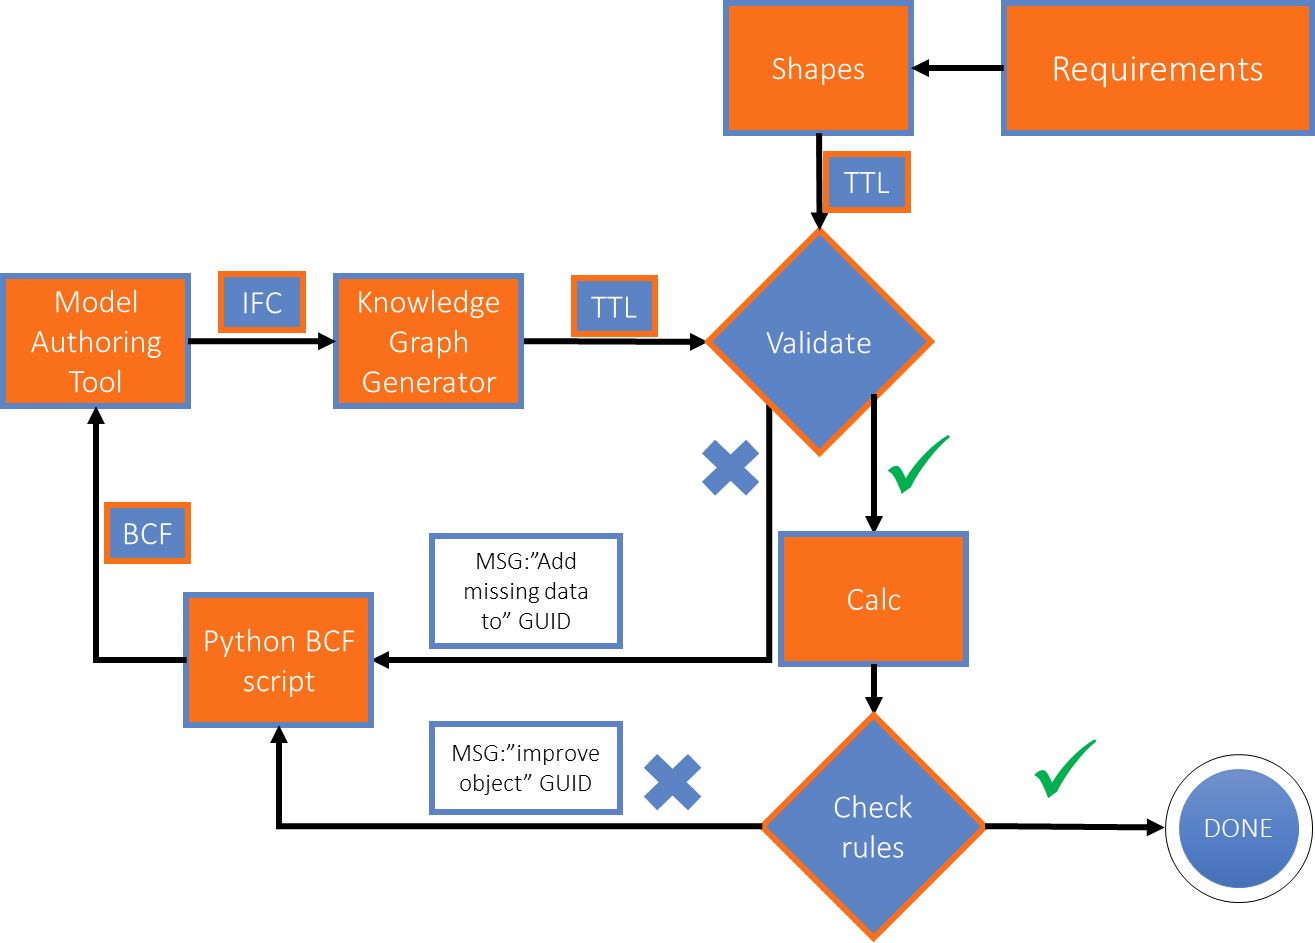 Shapes
Requirements
TTL
Model
Authoring
Tool
IFC
Knowledge
Graph
Generator
TTL
Validate
BCF
MSG:”Add
missing data
to” GUID
Calc
Python BCF
script
MSG:”improve
object” GUID
Check
rules
DONE